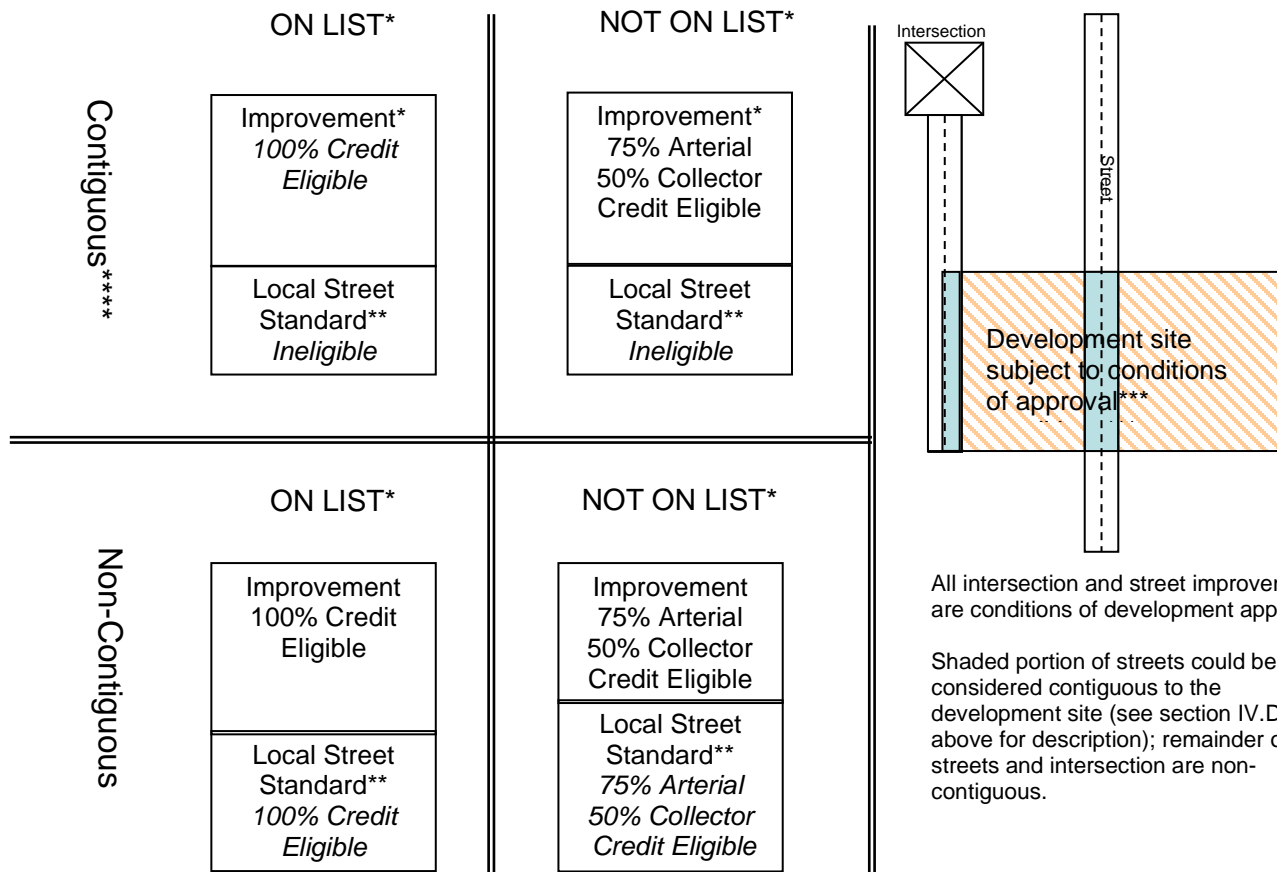 ON LIST*
NOT ON LIST*
Contiguous****
Improvement*
100% Credit
Eligible
Local Street
Standard**
Ineligible
Improvement*
75% Arterial
50% Collector
Credit Eligible
Local Street
Standard**
Ineligible
Non-Contiguous
ON LIST*
NOT ON LIST*
Improvement
100% Credit
Eligible
Local Street
Standard**
100% Credit
Eligible
Improvement
75% Arterial
50% Collector
Credit Eligible
Local Street
Standard**
75% Arterial
50% Collector
Credit Eligible
Intersection
Street
Development site
subject to conditions
of approval***
All intersection and street
are conditions of development
Shaded portion of streets could be
considered contiguous to the
development site (see section IV.D
above for description); remainder
streets and intersection are non-
contiguous.